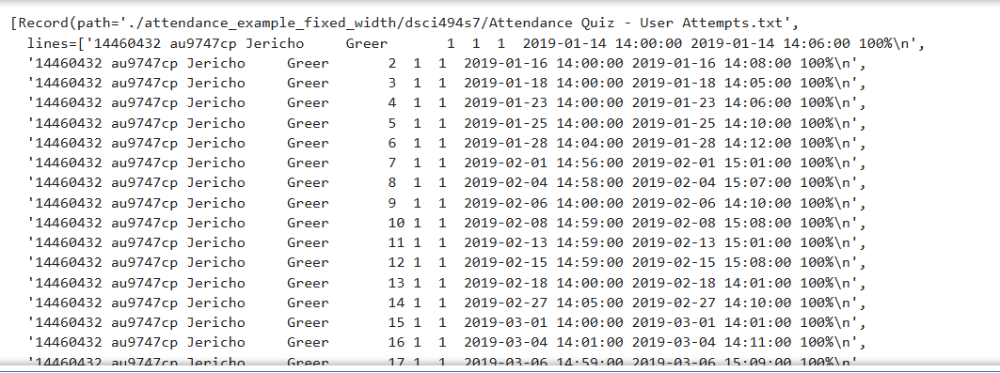 [Record(path='./attendance_example_fixed_width/dsci494s7/Attendance Quiz - User Attempts.txt',
lines=['14460432 au9747cp Jericho     Greer       1  1  1  2019-01-14 14:00:00 2019-01-14 14:06:00 100%\n',
'14460432 au9747cp Jericho     Greer       2  1  1  2019-01-16 14:00:00 2019-01-16 14:08:00 100%\n',
'14460432 au9747cp Jericho     Greer       3  1  1  2019-01-18 14:00:00 2019-01-18 14:05:00 100%\n',
'14460432 au9747cp Jericho     Greer       4  1  1  2019-01-23 14:00:00 2019-01-23 14:06:00 100%\n',
'14460432 au9747cp Jericho     Greer       5  1  1  2019-01-25 14:00:00 2019-01-25 14:10:00 100%\n',
'14460432 au9747cp Jericho     Greer       6  1  1  2019-01-28 14:04:00 2019-01-28 14:12:00 100%\n',
'14460432 au9747cp Jericho     Greer       7  1  1  2019-02-01 14:56:00 2019-02-01 15:01:00 100%\n',
'14460432 au9747cp Jericho     Greer       8  1  1  2019-02-04 14:58:00 2019-02-04 15:07:00 100%\n',
'14460432 au9747cp Jericho     Greer       9  1  1  2019-02-06 14:00:00 2019-02-06 14:10:00 100%\n',
'14460432 au9747cp Jericho     Greer       10 1  1  2019-02-08 14:59:00 2019-02-08 15:08:00 100%\n',
'14460432 au9747cp Jericho     Greer       11 1  1  2019-02-13 14:59:00 2019-02-13 15:01:00 100%\n',
'14460432 au9747cp Jericho     Greer       12 1  1  2019-02-15 14:59:00 2019-02-15 15:08:00 100%\n',
'14460432 au9747cp Jericho     Greer       13 1  1  2019-02-18 14:00:00 2019-02-18 14:01:00 100%\n',
'14460432 au9747cp Jericho     Greer       14 1  1  2019-02-27 14:05:00 2019-02-27 14:10:00 100%\n',
'14460432 au9747cp Jericho     Greer       15 1  1  2019-03-01 14:00:00 2019-03-01 14:01:00 100%\n',
'14460432 au9747cp Jericho     Greer       16 1  1  2019-03-04 14:01:00 2019-03-04 14:11:00 100%\n',
'14460432 au9747cp Jericho     Greer       17 1  1  2019-03-06 14:59:00 2019-03-06 15:09:00 100%\n'